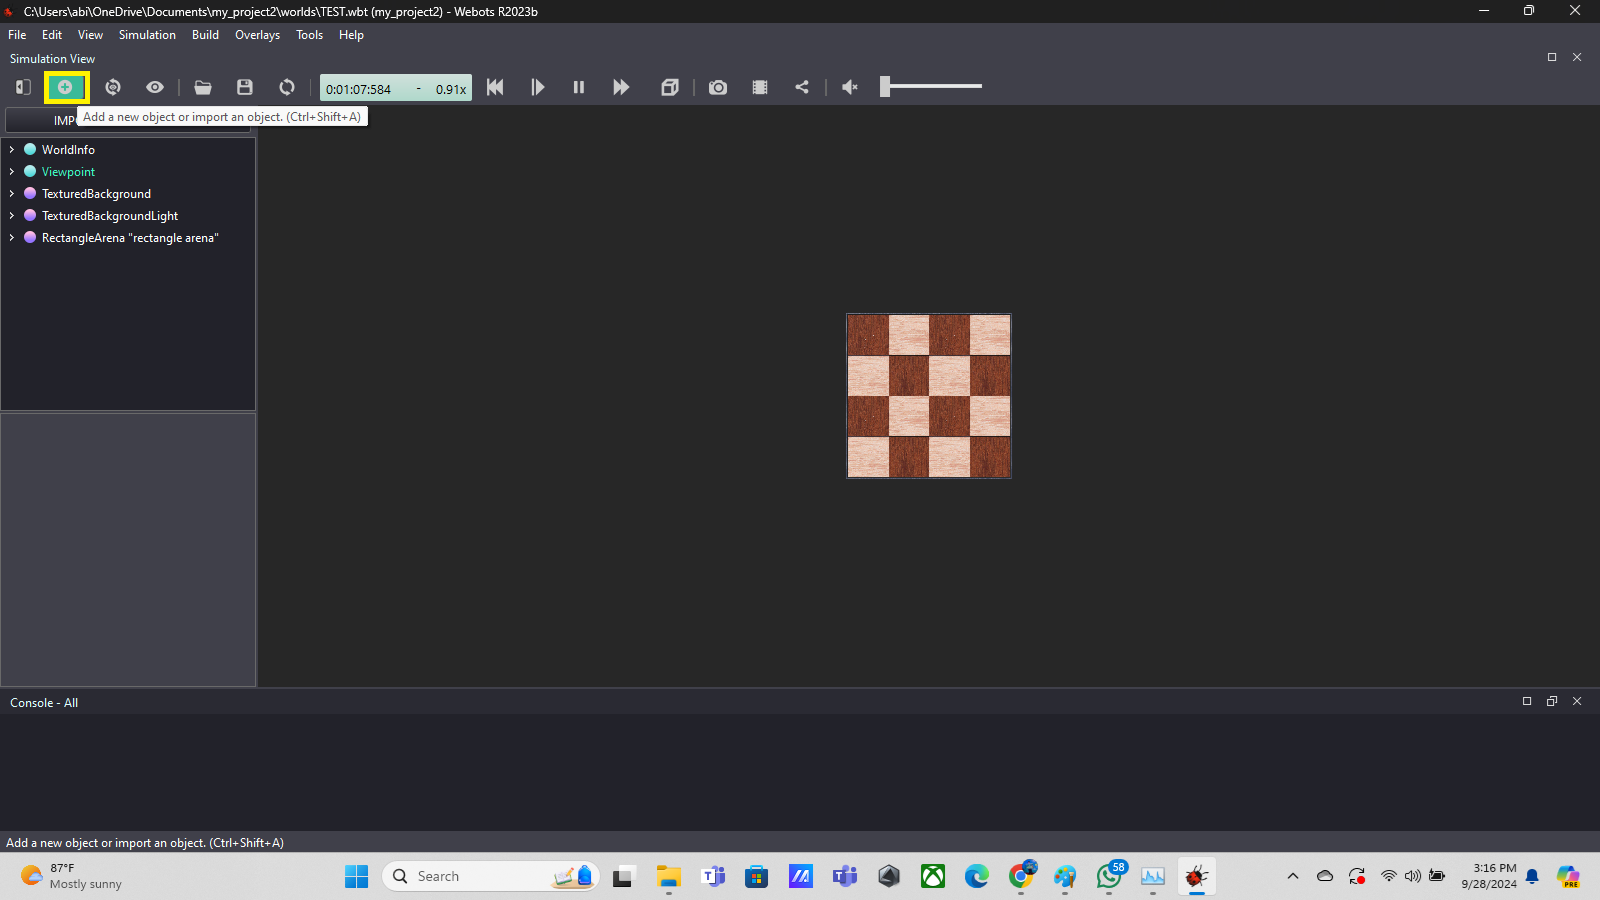 C:\Users\abi\OneDrive\Documents\my_project2\worlds\TEST.wbt (my_project2) - Webots R2023b
File Edit View Simulation Build Overlays Tools Help
Simulation View
0:01:07:584 - 0.91x
IMP
Add a new object or import an object. (Ctrl+Shift+A)
WorldInfo
Viewpoint
TexturedBackground
TexturedBackgroundLight
RectangleArena "rectangle arena"
Console - All
Add a new object or import an object. (Ctrl+Shift+A)
87°F
Mostly sunny
Search
58
3:16 PM
9/28/2024
PRE